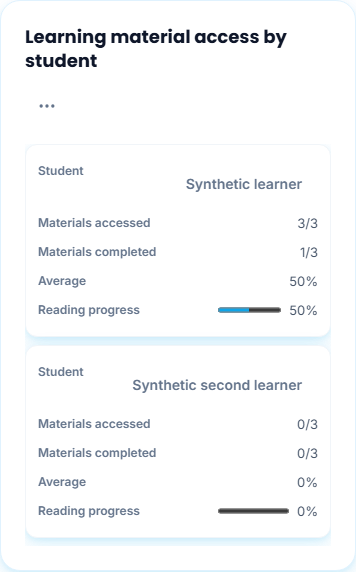 Learning material access by
student
...
Student
Synthetic learner
Materials accessed 3/3
Materials completed 1/3
Average 50%
Reading progress 50%
Student
Synthetic second learner
Materials accessed 0/3
Materials completed 0/3
Average 0%
Reading progress 0%